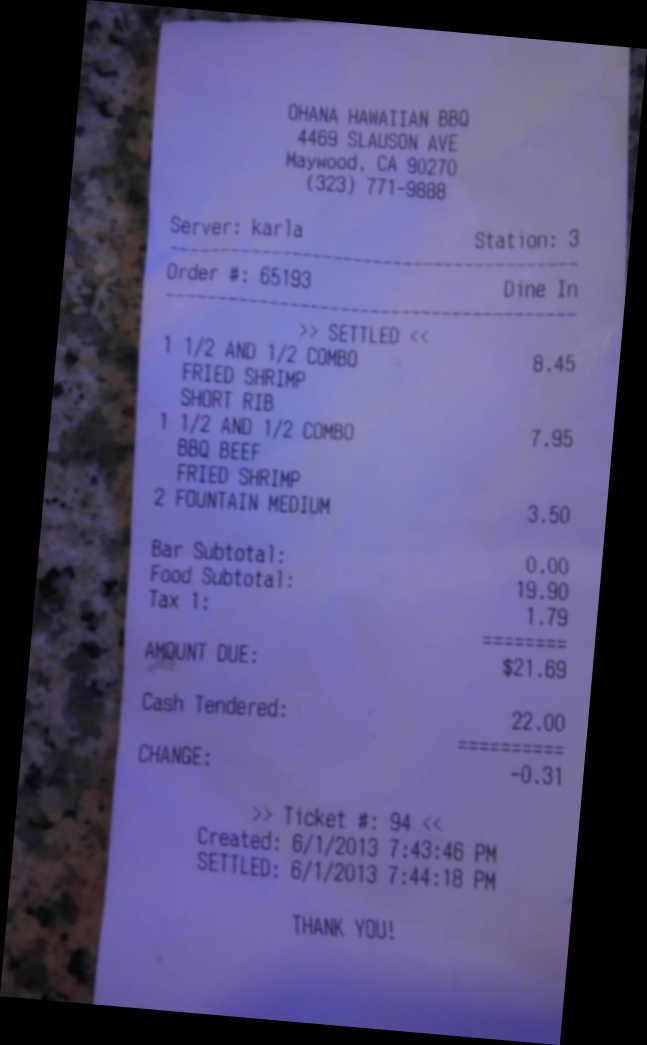 OHANA HAWAIIAN BBQ
4469 SLAUSON AVE
Maywood, CA 90270
(323) 771-9888
Server: karla Station: 3
Order #: 65193 Dine In
>> SETTLED <<
1 1/2 AND 1/2 COMBO 8.45
FRIED SHRIMP
SHORT RIB
1 1/2 AND 1/2 COMBO 7.95
BBQ BEEF
FRIED SHRIMP
2 FOUNTAIN MEDIUM 3.50
Bar Subtotal: 0.00
Food Subtotal: 19.90
Tax 1: 1.79
========
AMOUNT DUE: $21.69
Cash Tendered: 22.00
==========
CHANGE: -0.31
>> Ticket #: 94 <<
Created: 6/1/2013 7:43:46 PM
SETTLED: 6/1/2013 7:44:18 PM
THANK YOU!